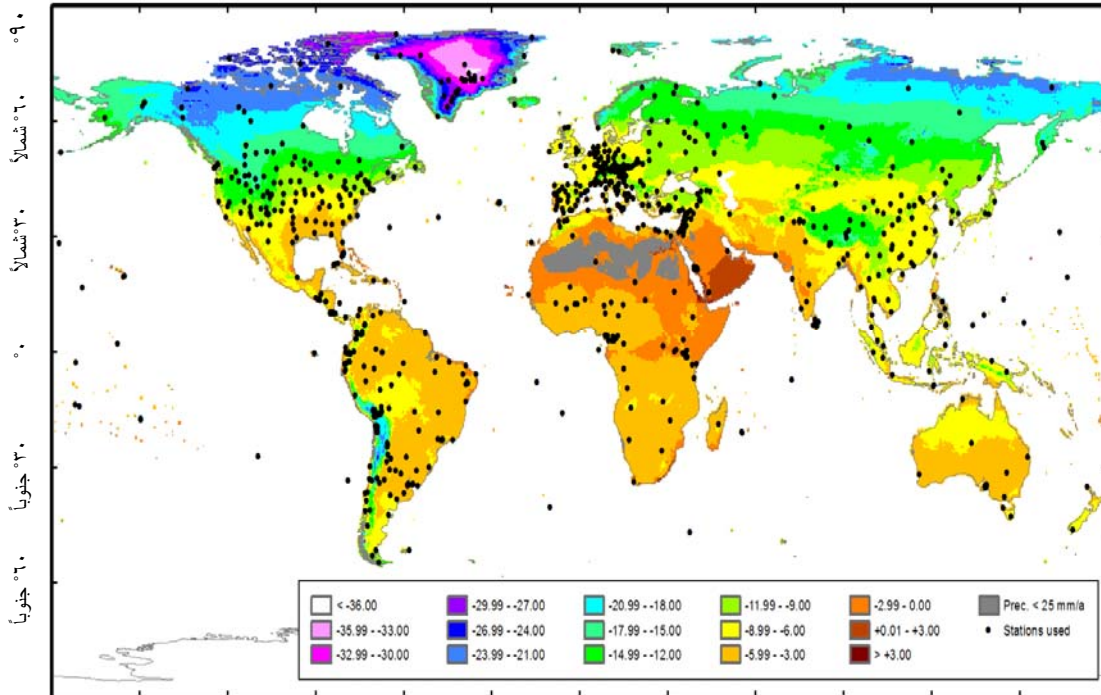 °٩٠
°٦٠ شمالاً
°٣٠ شمالاً
°٠
°٣٠ جنوباً
°٦٠ جنوباً
< -36.00
-35.99 - -33.00
-32.99 - -30.00
-29.99 - -27.00
-26.99 - -24.00
-23.99 - -21.00
-20.99 - -18.00
-17.99 - -15.00
-14.99 - -12.00
-11.99 - -9.00
-8.99 - -6.00
-5.99 - -3.00
-2.99 - 0.00
+0.01 - +3.00
> +3.00
Prec. < 25 mm/a
Stations used